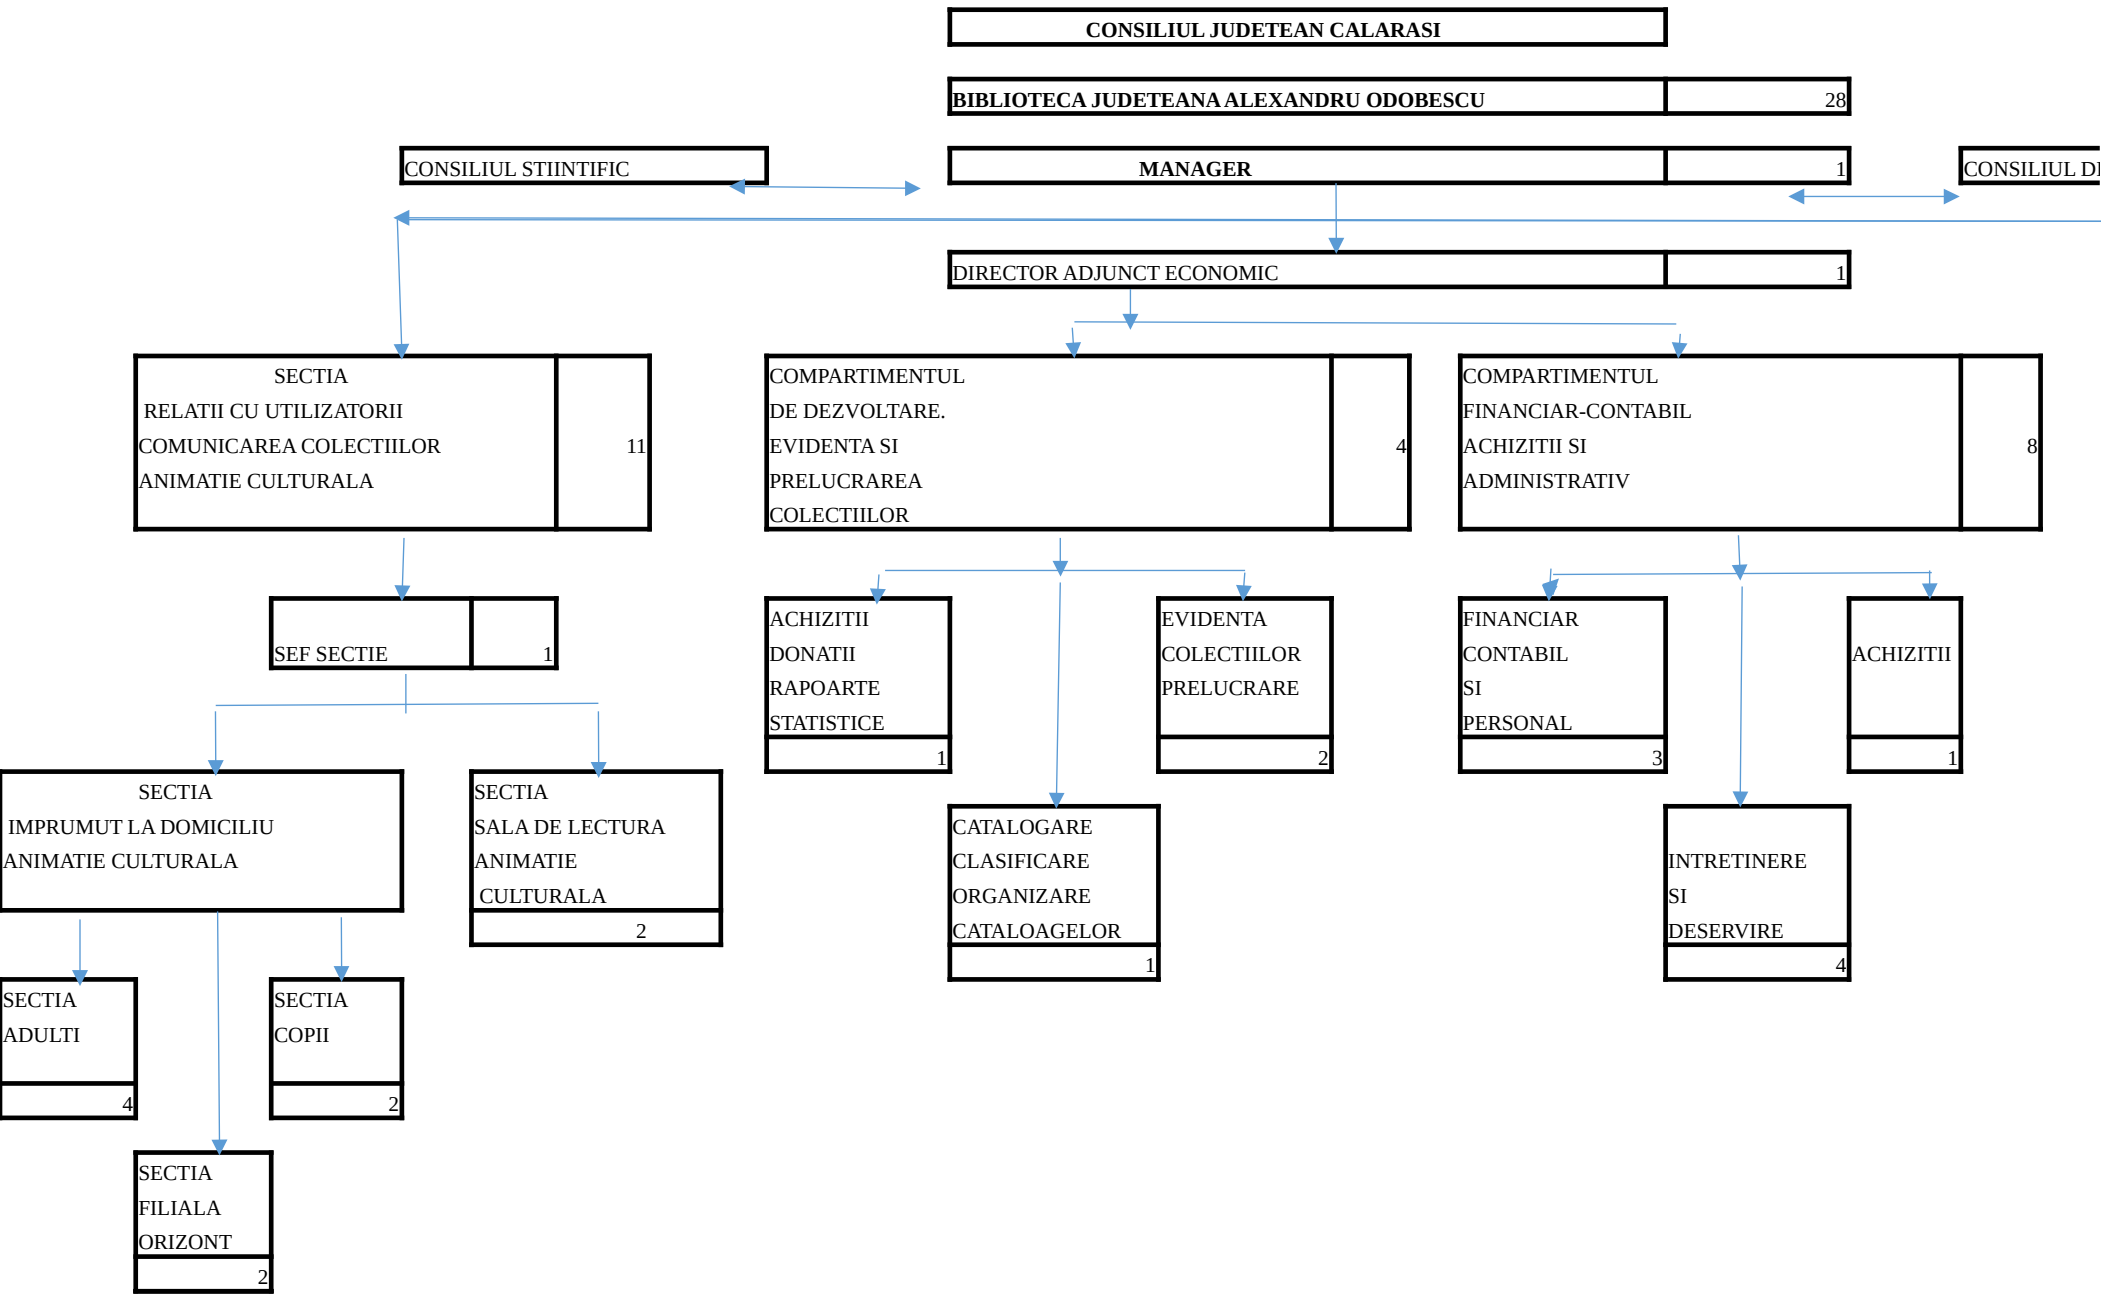 CONSILIUL JUDETEAN CALARASI
BIBLIOTECA JUDETEANA ALEXANDRU ODOBESCU 28
CONSILIUL STIINTIFIC
MANAGER 1
CONSILIUL
DIRECTOR ADJUNCT ECONOMIC 1
SECTIA
RELATII CU UTILIZATORII
COMUNICAREA COLECTIILOR 11
ANIMATIE CULTURALA
COMPARTIMENTUL
DE DEZVOLTARE.
EVIDENTA SI 4
PRELUCRAREA
COLECTIILOR
COMPARTIMENTUL
FINANCIAR-CONTABIL
ACHIZITII SI 8
ADMINISTRATIV
SEF SECTIE 1
ACHIZITII
DONATII
RAPOARTE
STATISTICE
1
EVIDENTA
COLECTIILOR
PRELUCRARE
2
FINANCIAR
CONTABIL
SI
PERSONAL
3
ACHIZITII
1
SECTIA
IMPRUMUT LA DOMICILIU
ANIMATIE CULTURALA
SECTIA
SALA DE LECTURA
ANIMATIE
CULTURALA
2
CATALOGARE
CLASIFICARE
ORGANIZARE
CATALOAGELOR
1
INTRETINERE
SI
DESERVIRE
4
SECTIA
ADULTI
4
SECTIA
COPII
2
SECTIA
FILIALA
ORIZONT
2